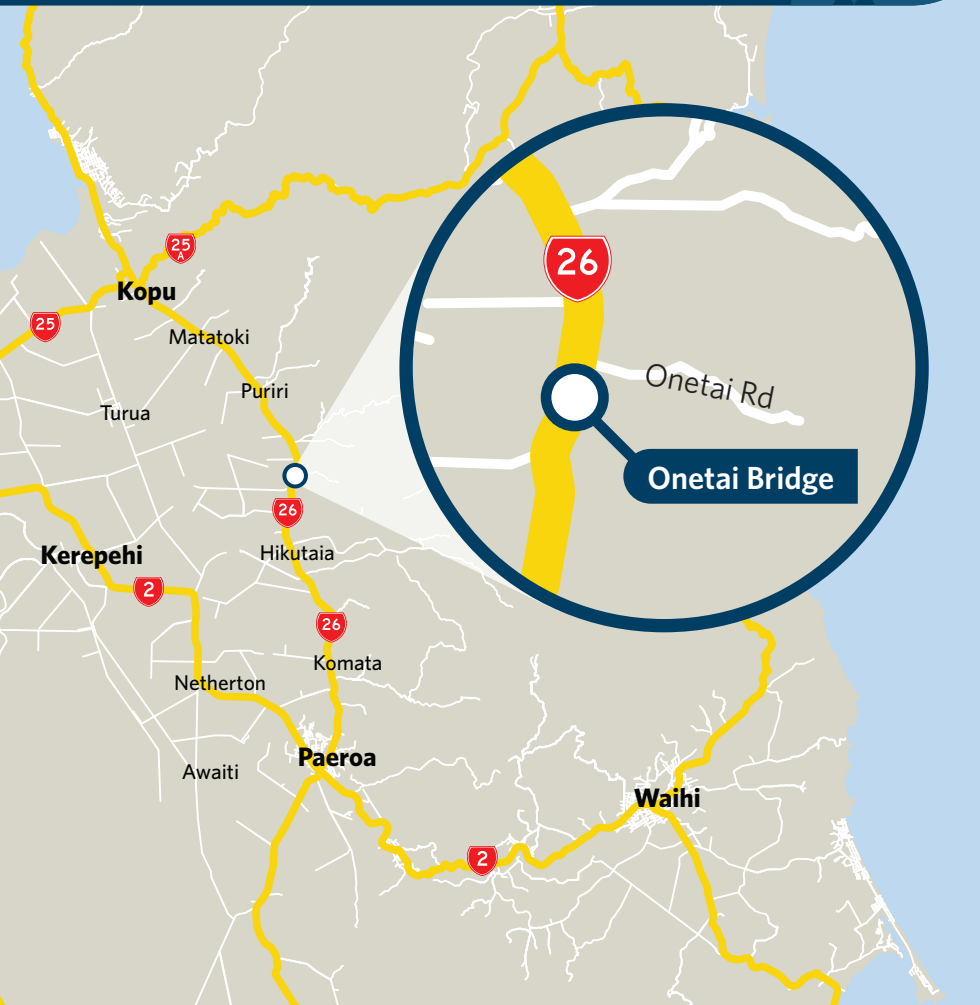 25
A
Kopu
25
Matatoki
Puriri
Turua
26
Onetai Rd
Onetai Bridge
26
Hikutaia
Kerepehi
2
26
Komata
Netherton
Paeroa
Awaiti
Waihi
2